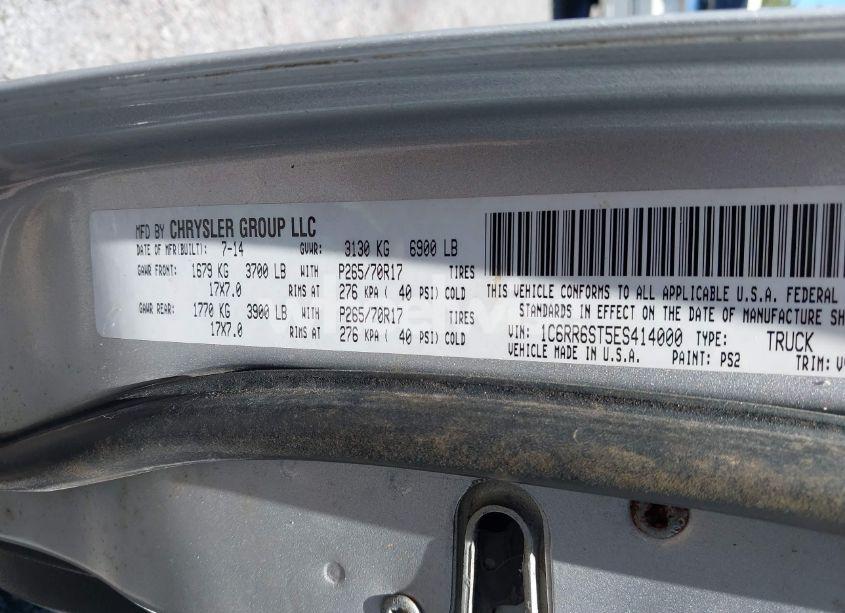 MFD BY CHRYSLER GROUP LLC
DATE OF MFR(BUILT): 7-14 GVWR: 3130 KG 6900 LB
GAWR FRONT: 1679 KG 3700 LB WITH P265/70R17 TIRES
17X7.0 RIMS AT 276 KPA ( 40 PSI) COLD
GAWR REAR: 1770 KG 3900 LB WITH P265/70R17 TIRES
17X7.0 RIMS AT 276 KPA ( 40 PSI) COLD
THIS VEHICLE CONFORMS TO ALL APPLICABLE U.S.A. FEDERAL
STANDARDS IN EFFECT ON THE DATE OF MANUFACTURE SH
VIN: 1C6RR6ST5ES414000 TYPE: TRUCK
VEHICLE MADE IN U.S.A. PAINT: PS2 TRIM: